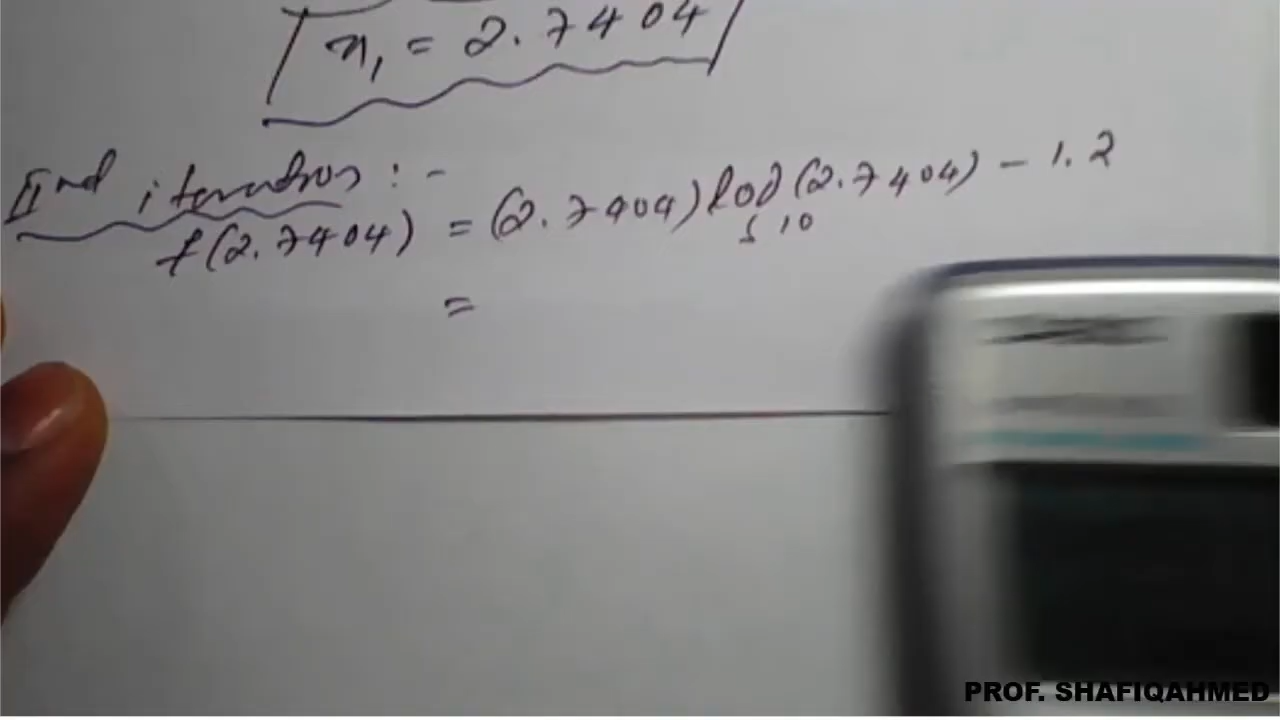 x₁ = 2.7404
IInd iteration :-
f(2.7404) = (2.7404) log₁₀(2.7404) - 1.2
=
PROF. SHAFIQAHMED